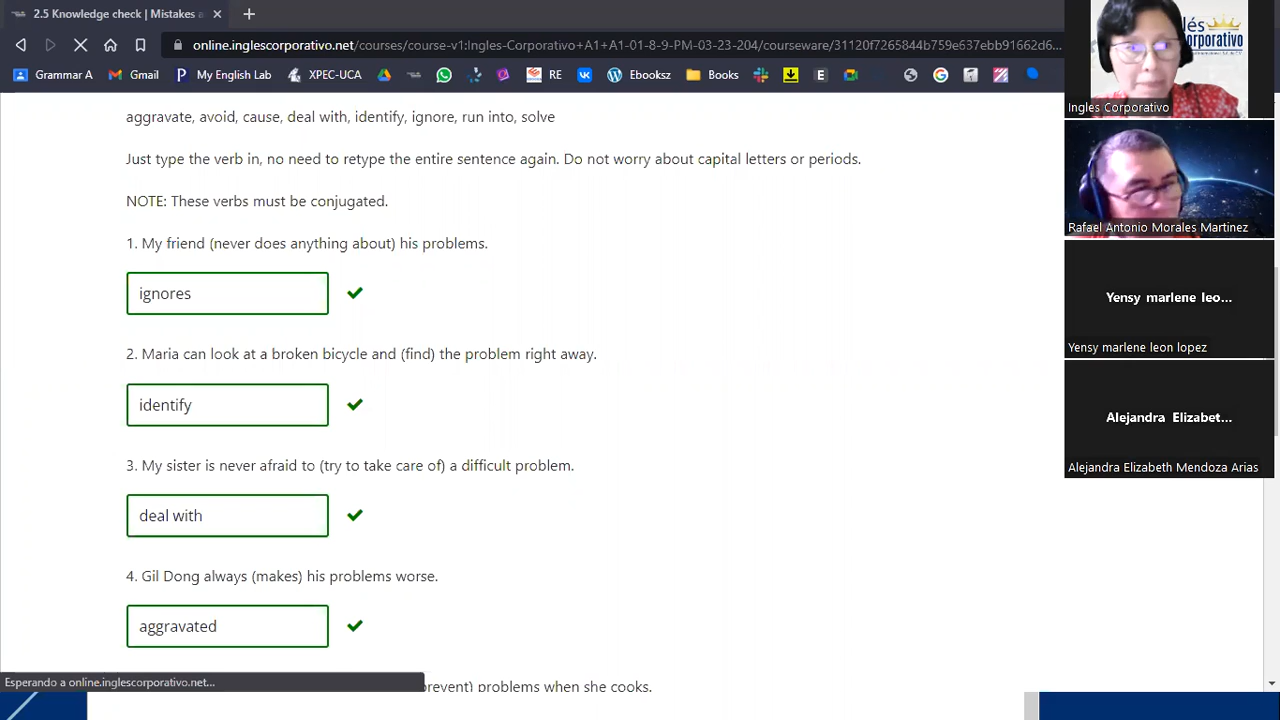 2.5 Knowledge check | Mistakes a
online.inglescorporativo.net/courses/course-v1:Ingles-Corporativo+A1+A1-01-8-9-PM-03-23-204/courseware/31120f7265844b759e637ebb91662d6...
Grammar A
Gmail
My English Lab
XPEC-UCA
RE
Ebooksz
Books
aggravate, avoid, cause, deal with, identify, ignore, run into, solve
Just type the verb in, no need to retype the entire sentence again. Do not worry about capital letters or periods.
NOTE: These verbs must be conjugated.
1. My friend (never does anything about) his problems.
ignores
2. Maria can look at a broken bicycle and (find) the problem right away.
identify
3. My sister is never afraid to (try to take care of) a difficult problem.
deal with
4. Gil Dong always (makes) his problems worse.
aggravated
prevent) problems when she cooks.
Esperando a online.inglescorporativo.net...
glés
orporativo
Ingles Corporativo
Rafael Antonio Morales Martinez
Yensy marlene leo...
Yensy marlene leon lopez
Alejandra Elizabet...
Alejandra Elizabeth Mendoza Arias